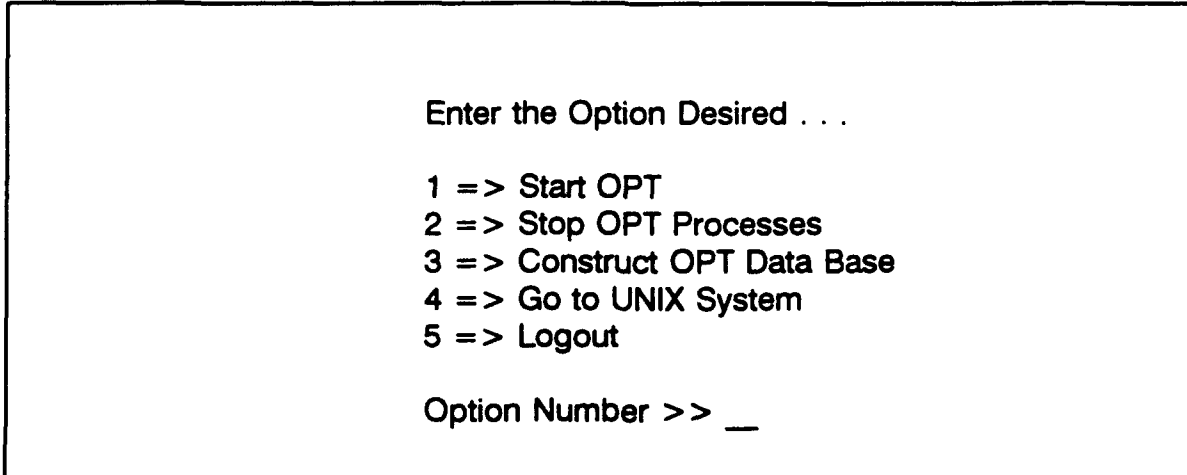 Enter the Option Desired . . .
1 = > Start OPT
2 = > Stop OPT Processes
3 = > Construct OPT Data Base
4 = > Go to UNIX System
5 = > Logout
Option Number > > __